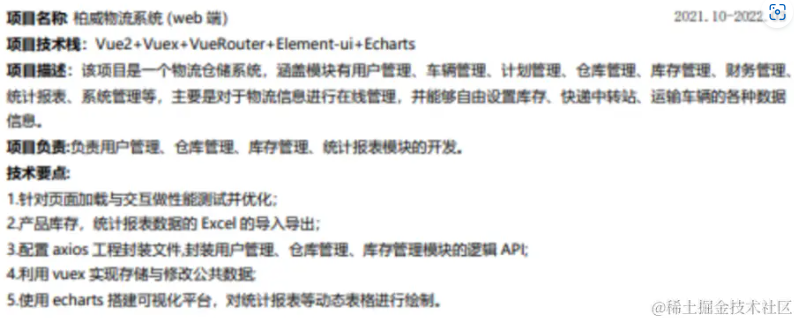 项目名称 柏威物流系统 (web 端) 2021.10-2022.
项目技术栈：Vue2+Vuex+VueRouter+Element-ui+Echarts
项目描述：该项目是一个物流仓储系统，涵盖模块有用户管理、车辆管理、计划管理、仓库管理、库存管理、财务管理、
统计报表、系统管理等，主要是对于物流信息进行在线管理，并能够自由设置库存、快递中转站、运输车辆的各种数据
信息。
项目负责:负责用户管理、仓库管理、库存管理、统计报表模块的开发。
技术要点:
1.针对页面加载与交互做性能测试并优化；
2.产品库存，统计报表数据的 Excel 的导入导出；
3.配置 axios 工程封装文件,封装用户管理、仓库管理、库存管理模块的逻辑 API;
4.利用 vuex 实现存储与修改公共数据;
5.使用 echarts 搭建可视化平台，对统计报表等动态表格进行绘制。
@稀土掘金技术社区